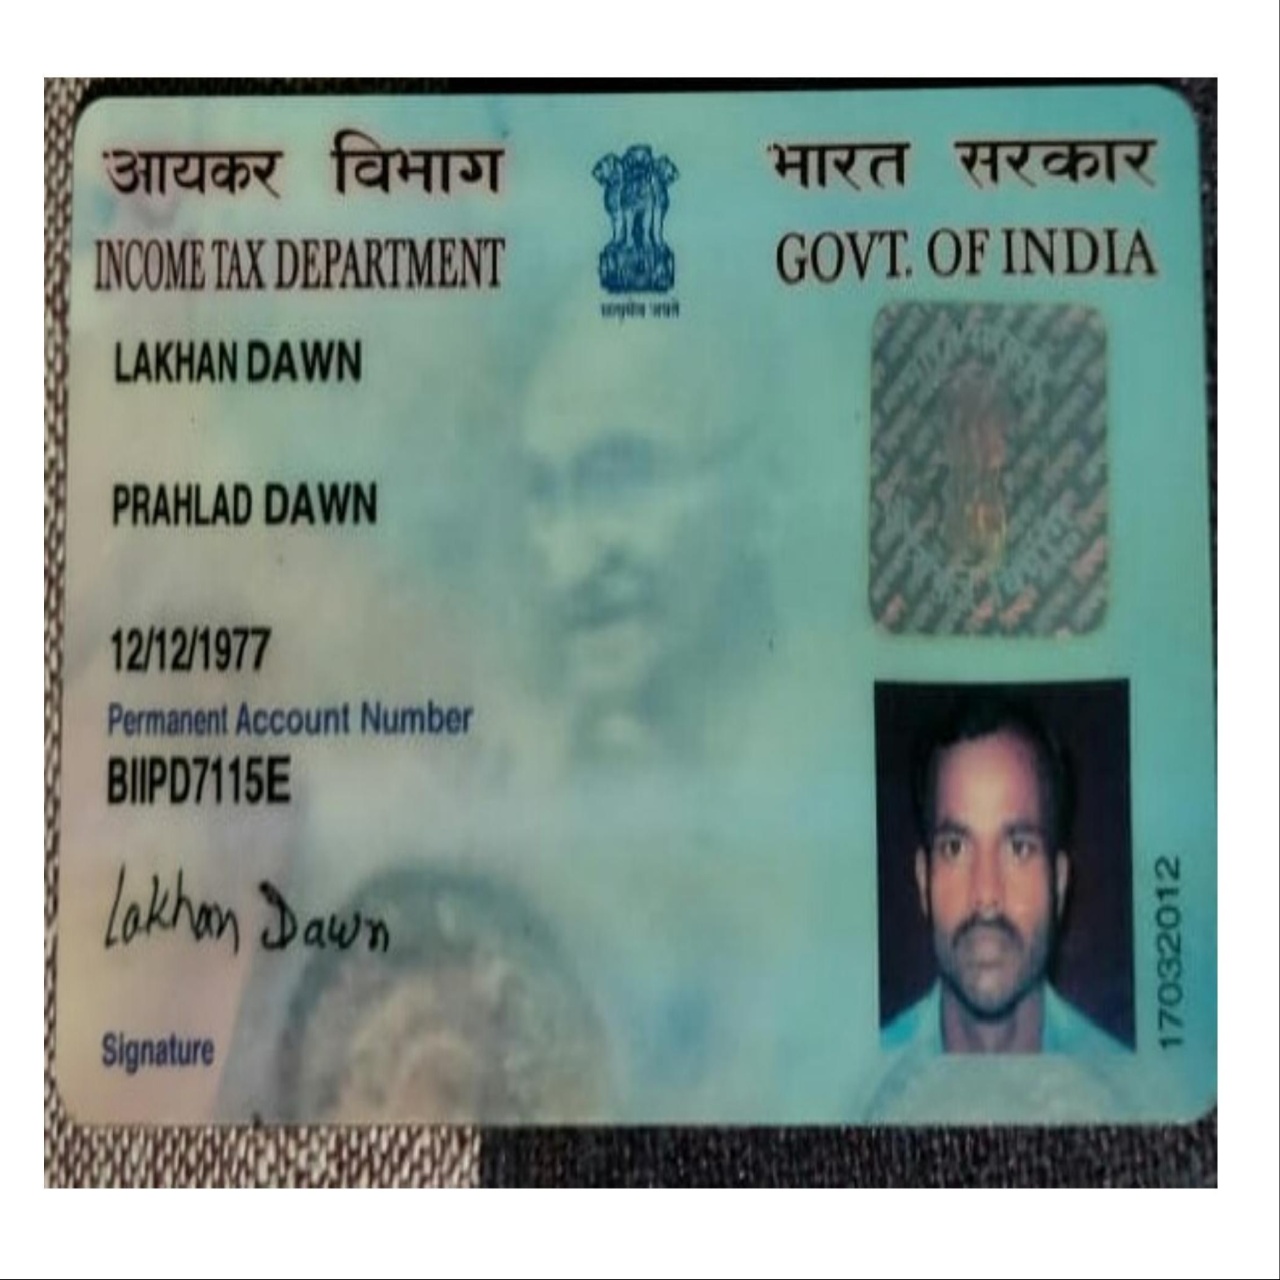 आयकर विभाग
INCOME TAX DEPARTMENT
सत्यमेव जयते
भारत सरकार
GOVT. OF INDIA
LAKHAN DAWN
PRAHLAD DAWN
12/12/1977
Permanent Account Number
BIIPD7115E
Lakhan Dawn
Signature
17032012